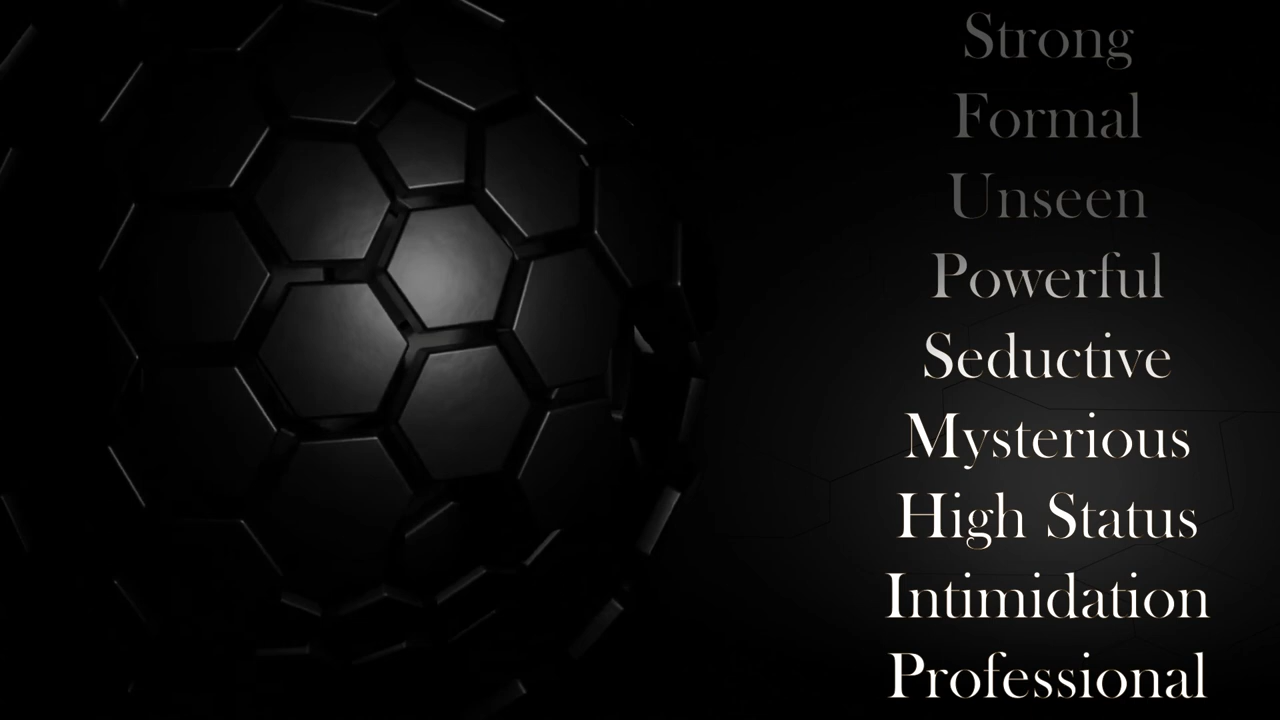 Strong
Formal
Unseen
Powerful
Seductive
Mysterious
High Status
Intimidation
Professional